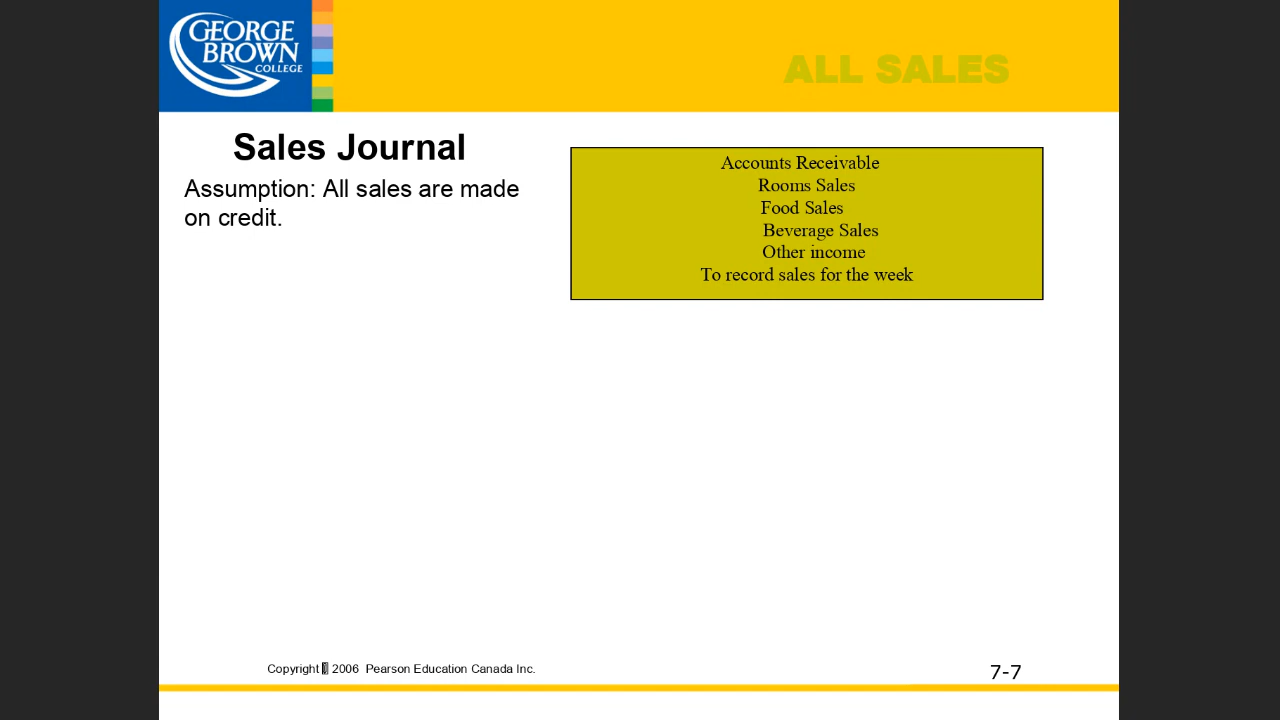 GEORGE
BROWN
COLLEGE
ALL SALES
Sales Journal
Assumption: All sales are made
on credit.
Accounts Receivable
Rooms Sales
Food Sales
Beverage Sales
Other income
To record sales for the week
Copyright 2006 Pearson Education Canada Inc.
7-7